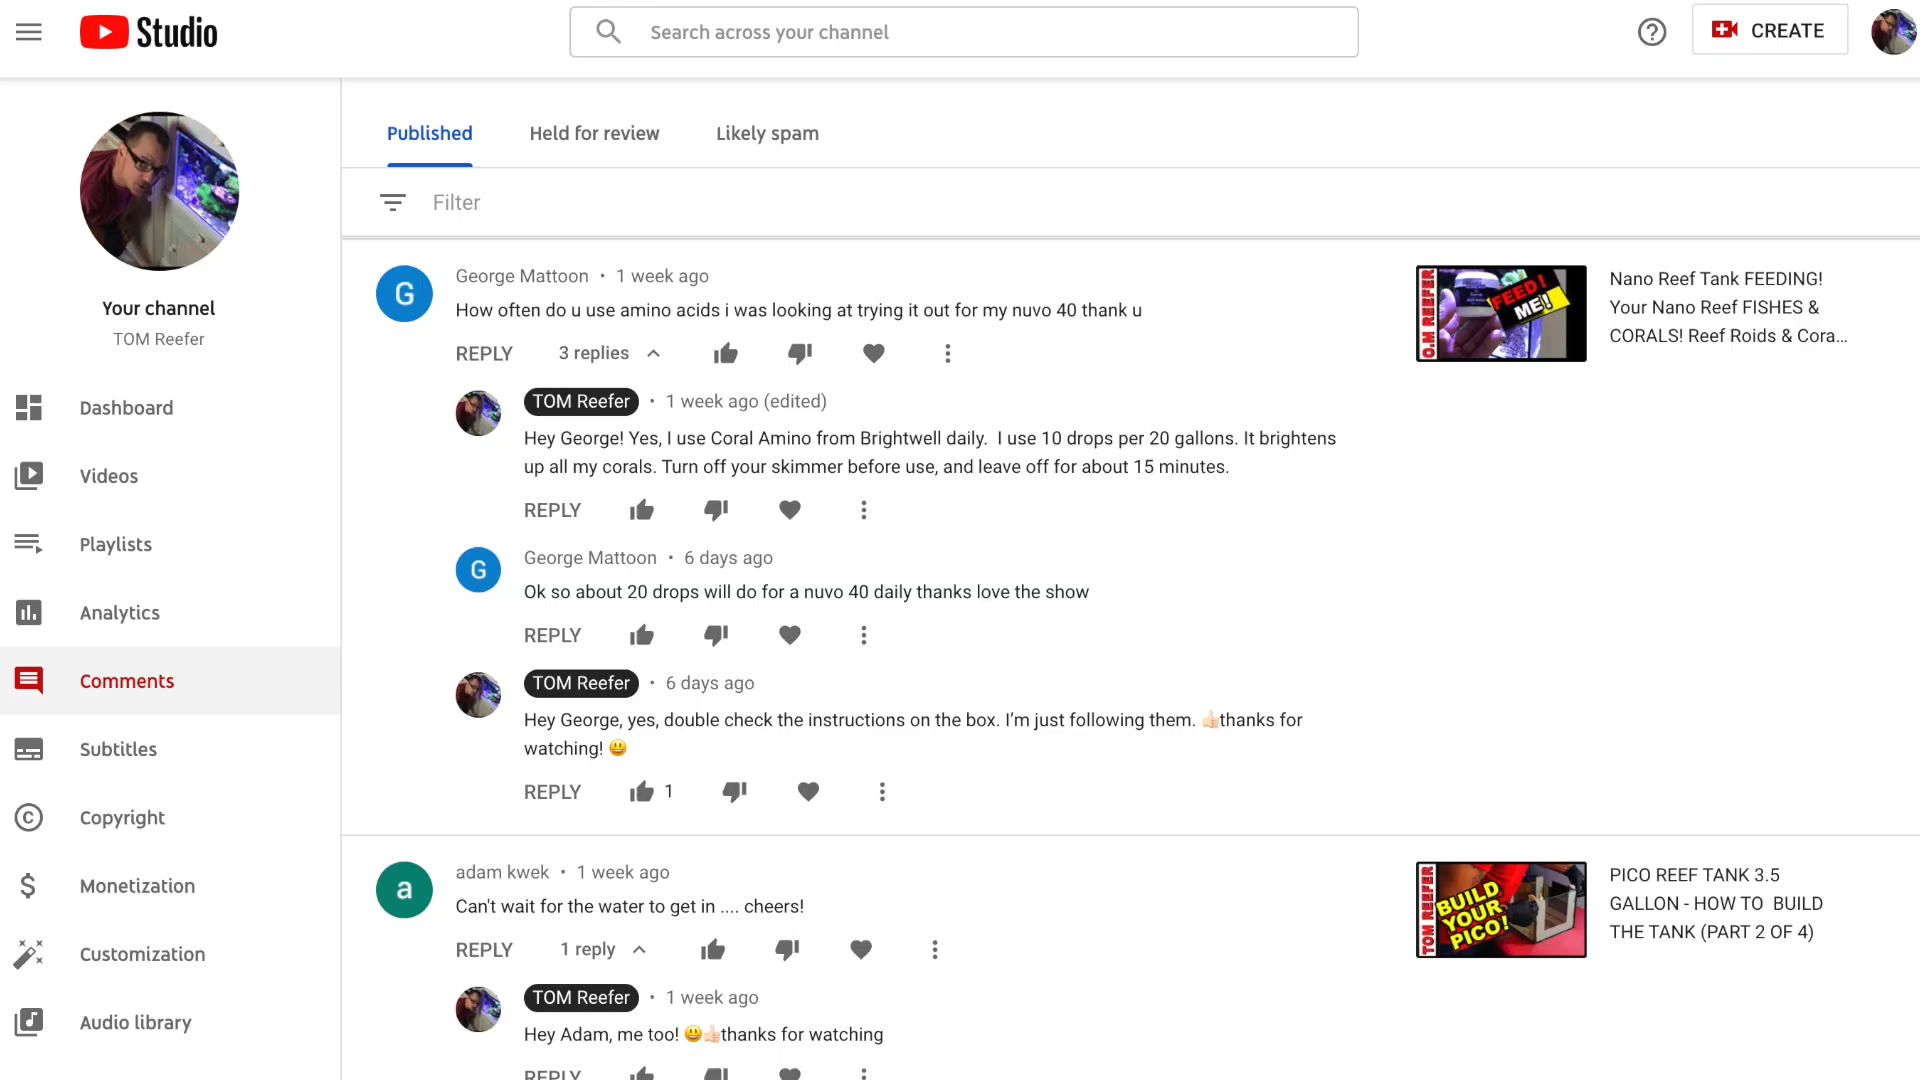 Studio
Search across your channel
CREATE
Your channel
TOM Reefer
Dashboard
Videos
Playlists
Analytics
Comments
Subtitles
Copyright
Monetization
Customization
Audio library
Published
Held for review
Likely spam
Filter
G
George Mattoon • 1 week ago
How often do u use amino acids i was looking at trying it out for my nuvo 40 thank u
REPLY
3 replies
O.M REEFER
FEED!
ME!
Nano Reef Tank FEEDING!
Your Nano Reef FISHES &
CORALS! Reef Roids & Cora...
TOM Reefer • 1 week ago (edited)
Hey George! Yes, I use Coral Amino from Brightwell daily.  I use 10 drops per 20 gallons. It brightens
up all my corals. Turn off your skimmer before use, and leave off for about 15 minutes.
REPLY
G
George Mattoon • 6 days ago
Ok so about 20 drops will do for a nuvo 40 daily thanks love the show
REPLY
TOM Reefer • 6 days ago
Hey George, yes, double check the instructions on the box. I’m just following them. 👍🏻thanks for
watching! 😃
REPLY
1
a
adam kwek • 1 week ago
Can't wait for the water to get in .... cheers!
REPLY
1 reply
TOM REEFER
BUILD
YOUR
PICO!
PICO REEF TANK 3.5
GALLON - HOW TO  BUILD
THE TANK (PART 2 OF 4)
TOM Reefer • 1 week ago
Hey Adam, me too! 😃👍🏻thanks for watching
REPLY